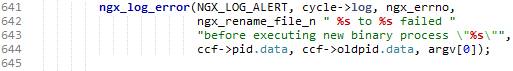 641 ngx_log_error(NGX_LOG_ALERT, cycle->log, ngx_errno,
642 ngx_rename_file_n " %s to %s failed "
643 "before executing new binary process \"%s\"",
644 ccf->pid.data, ccf->oldpid.data, argv[0]);
645